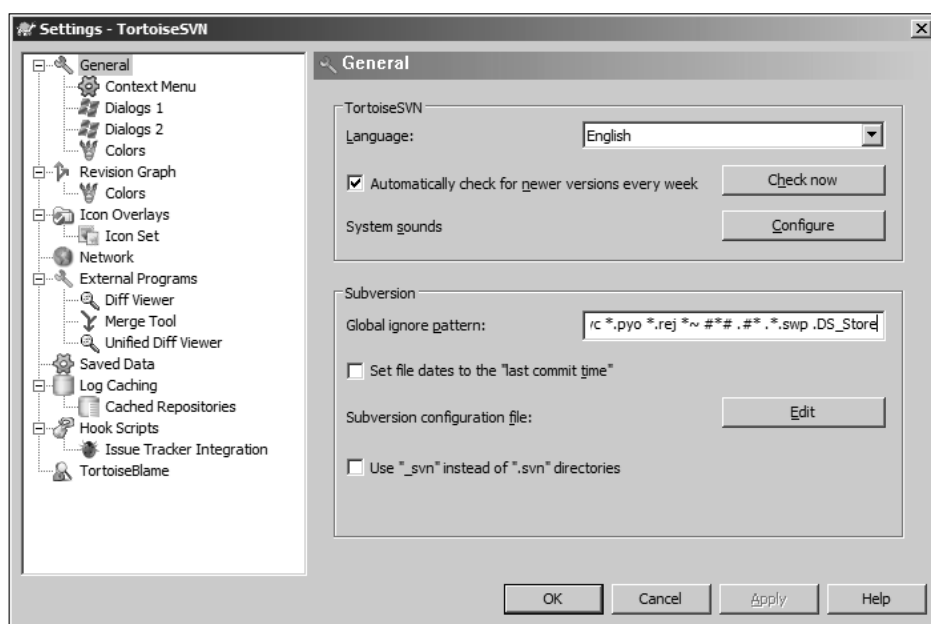 Settings - TortoiseSVN
General
Context Menu
Dialogs 1
Dialogs 2
Colors
Revision Graph
Colors
Icon Overlays
Icon Set
Network
External Programs
Diff Viewer
Merge Tool
Unified Diff Viewer
Saved Data
Log Caching
Cached Repositories
Hook Scripts
Issue Tracker Integration
TortoiseBlame
General
TortoiseSVN
Language: English
Automatically check for newer versions every week Check now
System sounds Configure
Subversion
Global ignore pattern: *.pyo *.rej *~ #*# .#* .*.swp .DS_Store
Set file dates to the "last commit time"
Subversion configuration file: Edit
Use "_svn" instead of ".svn" directories
OK Cancel Apply Help